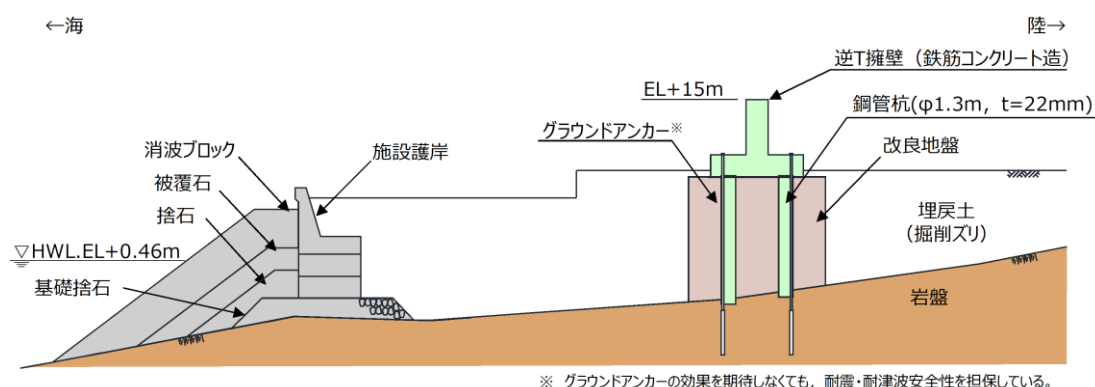 ←海
陸→
逆T擁壁（鉄筋コンクリート造）
EL+15m
鋼管杭(φ1.3m，t=22mm)
グラウンドアンカー※
改良地盤
消波ブロック
施設護岸
被覆石
捨石
埋戻土
(掘削ズリ)
▽HWL.EL+0.46m
基礎捨石
岩盤
※ グラウンドアンカーの効果を期待しなくても，耐震・耐津波安全性を担保している。